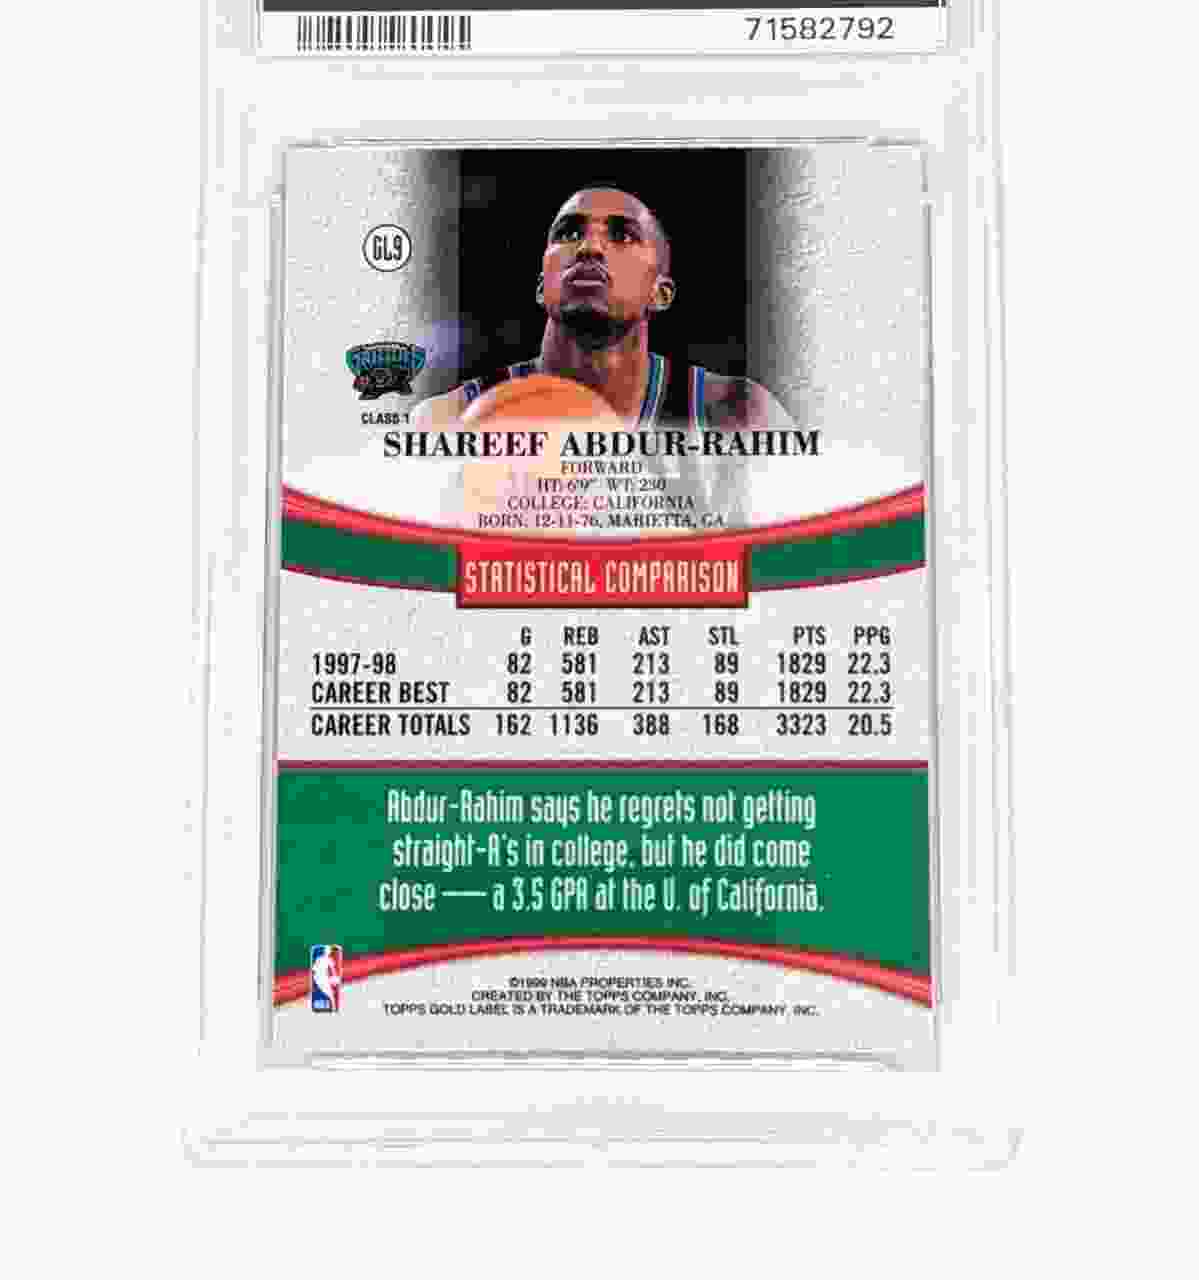 71582792
GL9
GRIZZLIES
CLASS 1
SHAREEF ABDUR-RAHIM
FORWARD
HT: 6'9" WT: 230
COLLEGE: CALIFORNIA
BORN: 12-11-76, MARIETTA, GA
STATISTICAL COMPARISON
G REB AST STL PTS PPG
1997-98 82 581 213 89 1829 22.3
CAREER BEST 82 581 213 89 1829 22.3
CAREER TOTALS 162 1136 388 168 3323 20.5
Abdur-Rahim says he regrets not getting
straight-A's in college, but he did come
close — a 3.5 GPA at the U. of California.
NBA
©1999 NBA PROPERTIES INC.
CREATED BY THE TOPPS COMPANY, INC.
TOPPS GOLD LABEL IS A TRADEMARK OF THE TOPPS COMPANY, INC.